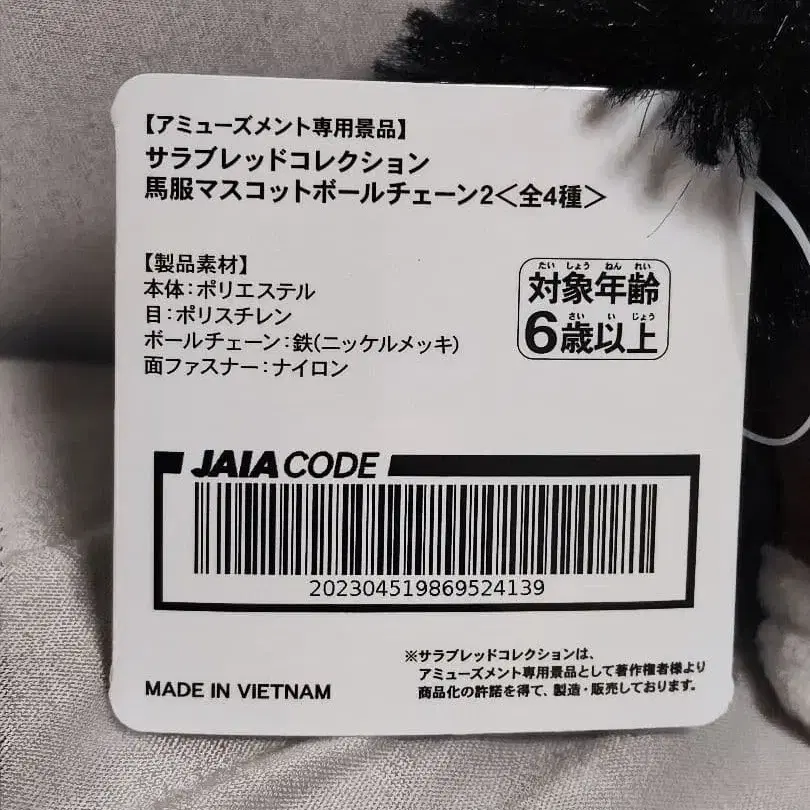 【アミューズメント専用景品】
サラブレッドコレクション
馬服マスコットボールチェーン2＜全4種＞
【製品素材】
本体:ポリエステル
目:ポリスチレン
ボールチェーン:鉄(ニッケルメッキ)
面ファスナー:ナイロン
たいしょうねんれい
対象年齢
さいいじょう
6歳以上
JAIA CODE
202304519869524139
※サラブレッドコレクションは、
アミューズメント専用景品として著作権者様より
商品化の許諾を得て、製造・販売しております。
MADE IN VIETNAM